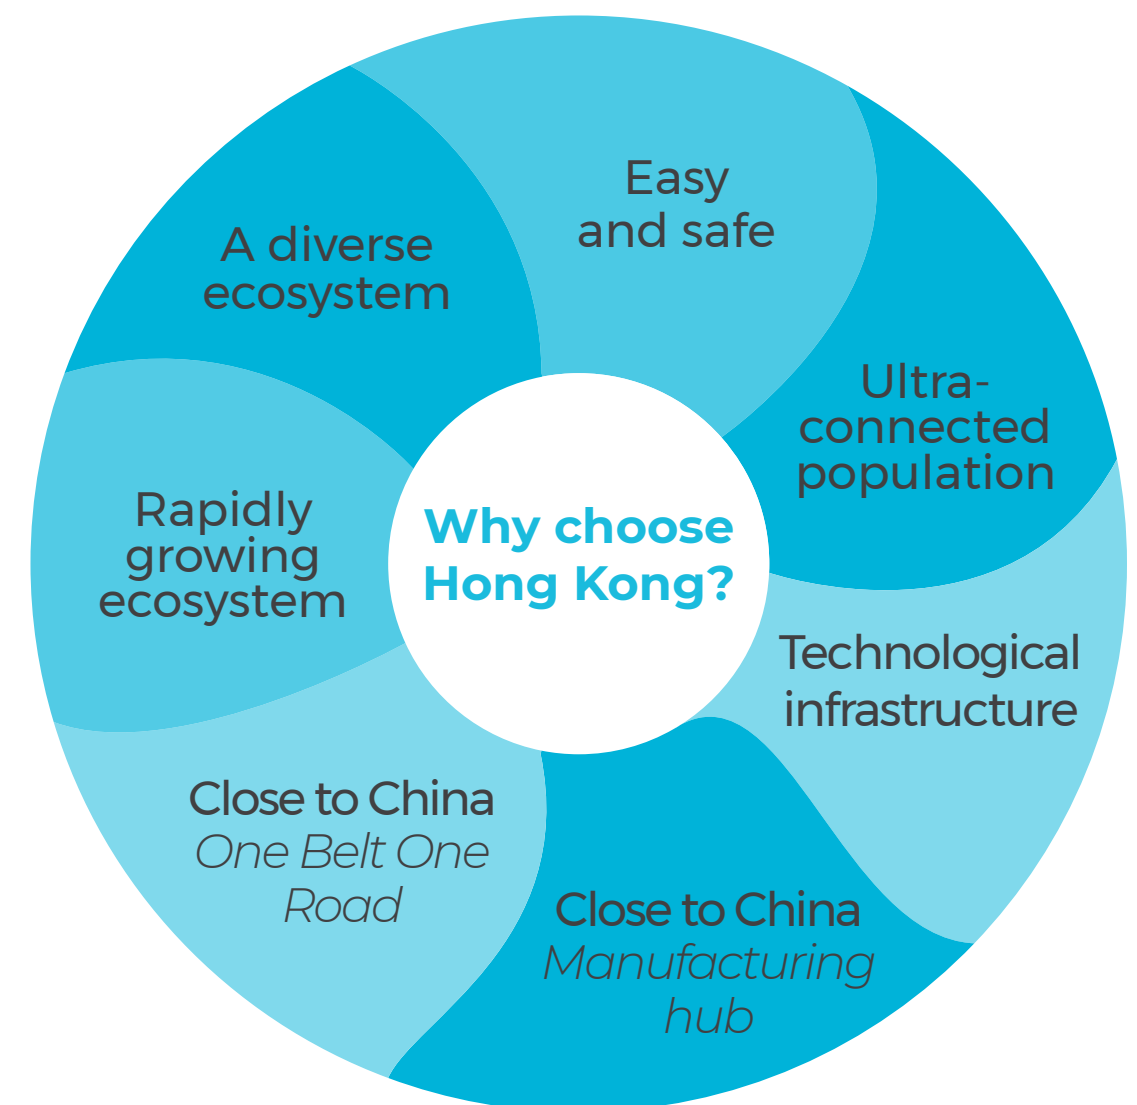 Why choose
Hong Kong?
Easy
and safe
Ultra-
connected
population
Technological
infrastructure
Close to China
Manufacturing
hub
Close to China
One Belt One
Road
Rapidly
growing
ecosystem
A diverse
ecosystem